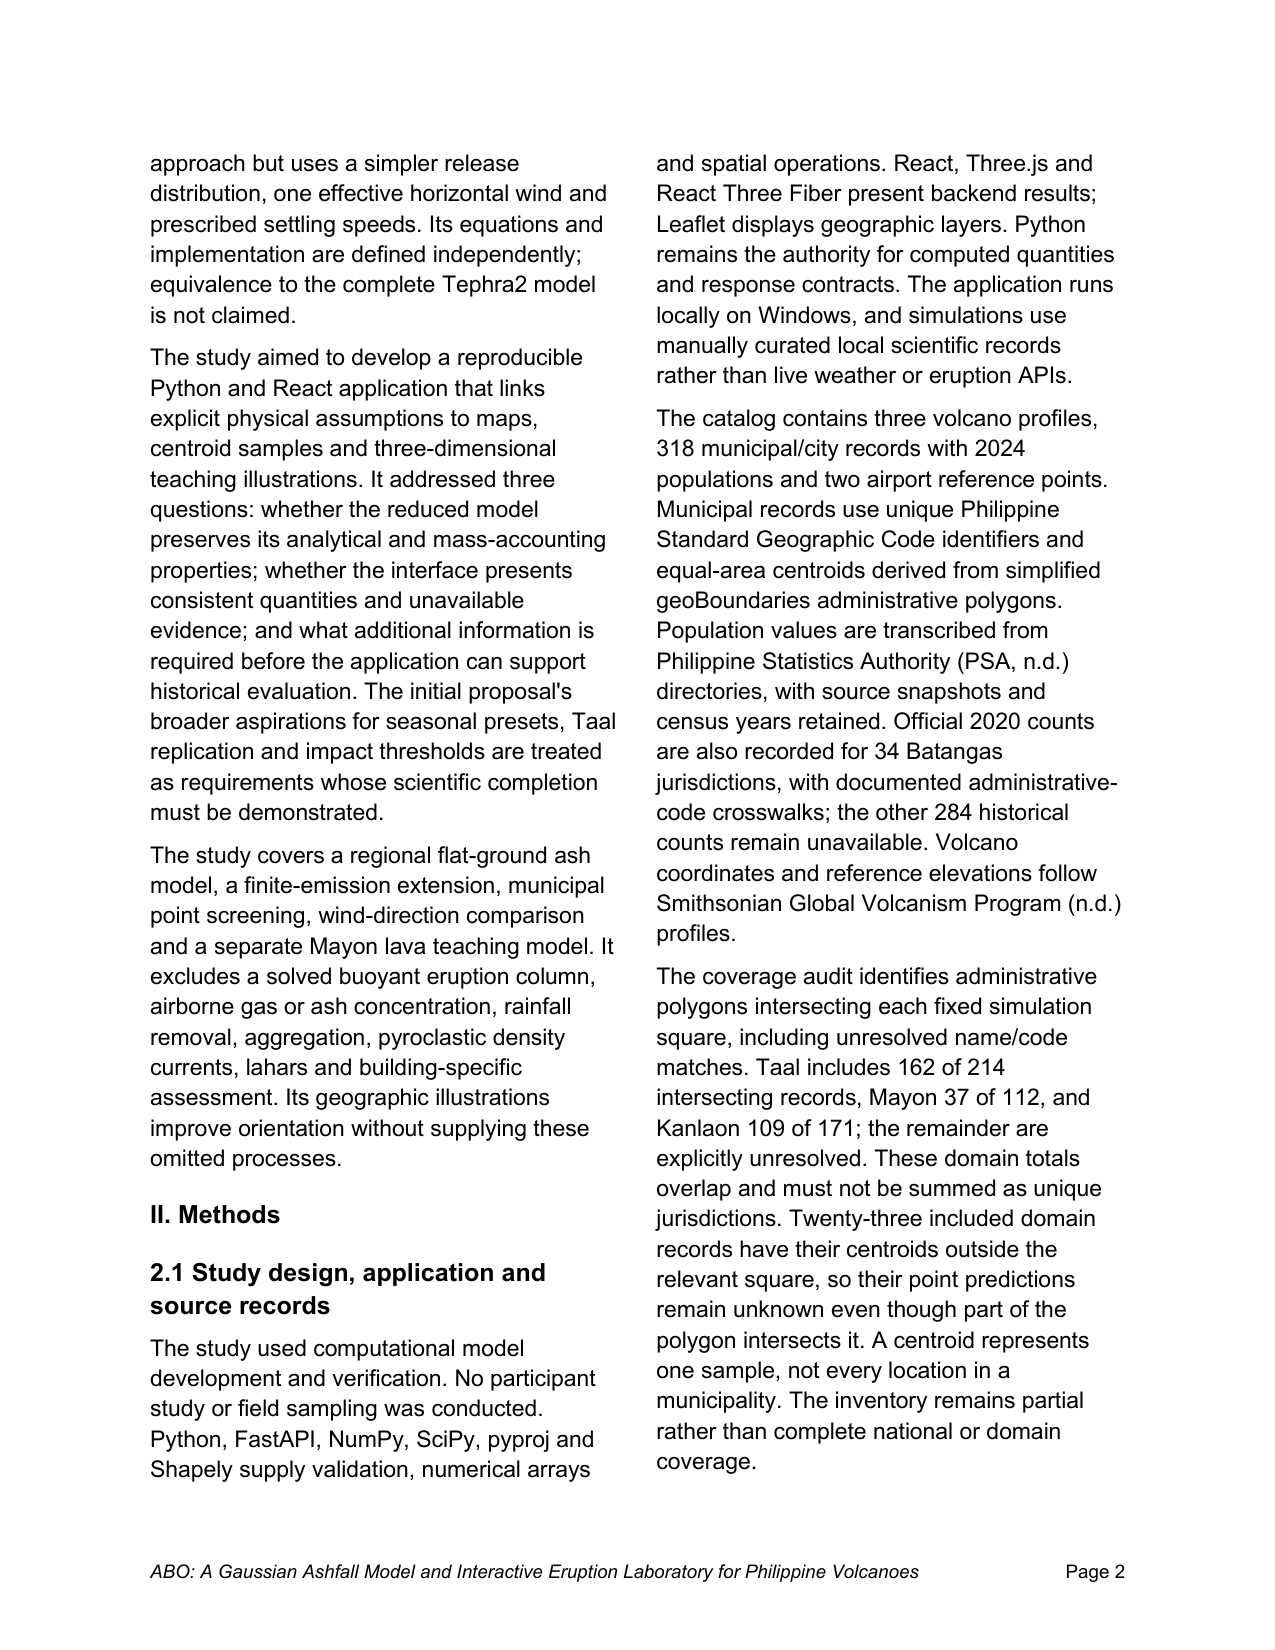 approach but uses a simpler release
distribution, one effective horizontal wind and
prescribed settling speeds. Its equations and
implementation are defined independently;
equivalence to the complete Tephra2 model
is not claimed.
The study aimed to develop a reproducible
Python and React application that links
explicit physical assumptions to maps,
centroid samples and three-dimensional
teaching illustrations. It addressed three
questions: whether the reduced model
preserves its analytical and mass-accounting
properties; whether the interface presents
consistent quantities and unavailable
evidence; and what additional information is
required before the application can support
historical evaluation. The initial proposal's
broader aspirations for seasonal presets, Taal
replication and impact thresholds are treated
as requirements whose scientific completion
must be demonstrated.
The study covers a regional flat-ground ash
model, a finite-emission extension, municipal
point screening, wind-direction comparison
and a separate Mayon lava teaching model. It
excludes a solved buoyant eruption column,
airborne gas or ash concentration, rainfall
removal, aggregation, pyroclastic density
currents, lahars and building-specific
assessment. Its geographic illustrations
improve orientation without supplying these
omitted processes.
II. Methods
2.1 Study design, application and
source records
The study used computational model
development and verification. No participant
study or field sampling was conducted.
Python, FastAPI, NumPy, SciPy, pyproj and
Shapely supply validation, numerical arrays
and spatial operations. React, Three.js and
React Three Fiber present backend results;
Leaflet displays geographic layers. Python
remains the authority for computed quantities
and response contracts. The application runs
locally on Windows, and simulations use
manually curated local scientific records
rather than live weather or eruption APIs.
The catalog contains three volcano profiles,
318 municipal/city records with 2024
populations and two airport reference points.
Municipal records use unique Philippine
Standard Geographic Code identifiers and
equal-area centroids derived from simplified
geoBoundaries administrative polygons.
Population values are transcribed from
Philippine Statistics Authority (PSA, n.d.)
directories, with source snapshots and
census years retained. Official 2020 counts
are also recorded for 34 Batangas
jurisdictions, with documented administrative-
code crosswalks; the other 284 historical
counts remain unavailable. Volcano
coordinates and reference elevations follow
Smithsonian Global Volcanism Program (n.d.)
profiles.
The coverage audit identifies administrative
polygons intersecting each fixed simulation
square, including unresolved name/code
matches. Taal includes 162 of 214
intersecting records, Mayon 37 of 112, and
Kanlaon 109 of 171; the remainder are
explicitly unresolved. These domain totals
overlap and must not be summed as unique
jurisdictions. Twenty-three included domain
records have their centroids outside the
relevant square, so their point predictions
remain unknown even though part of the
polygon intersects it. A centroid represents
one sample, not every location in a
municipality. The inventory remains partial
rather than complete national or domain
coverage.
ABO: A Gaussian Ashfall Model and Interactive Eruption Laboratory for Philippine Volcanoes
Page 2